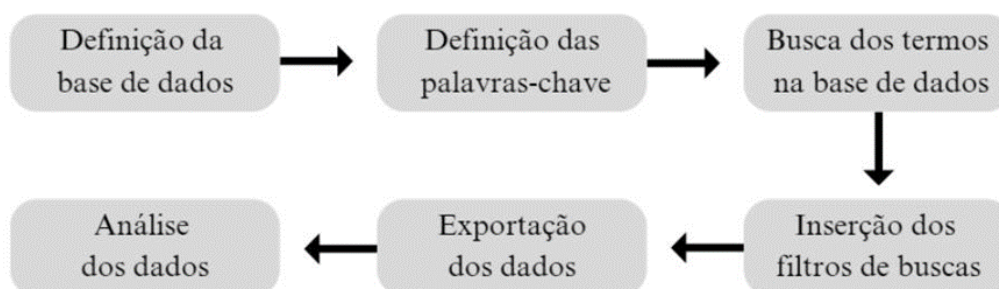 Definição da
base de dados
Definição das
palavras-chave
Busca dos termos
na base de dados
Inserção dos
filtros de buscas
Exportação
dos dados
Análise
dos dados